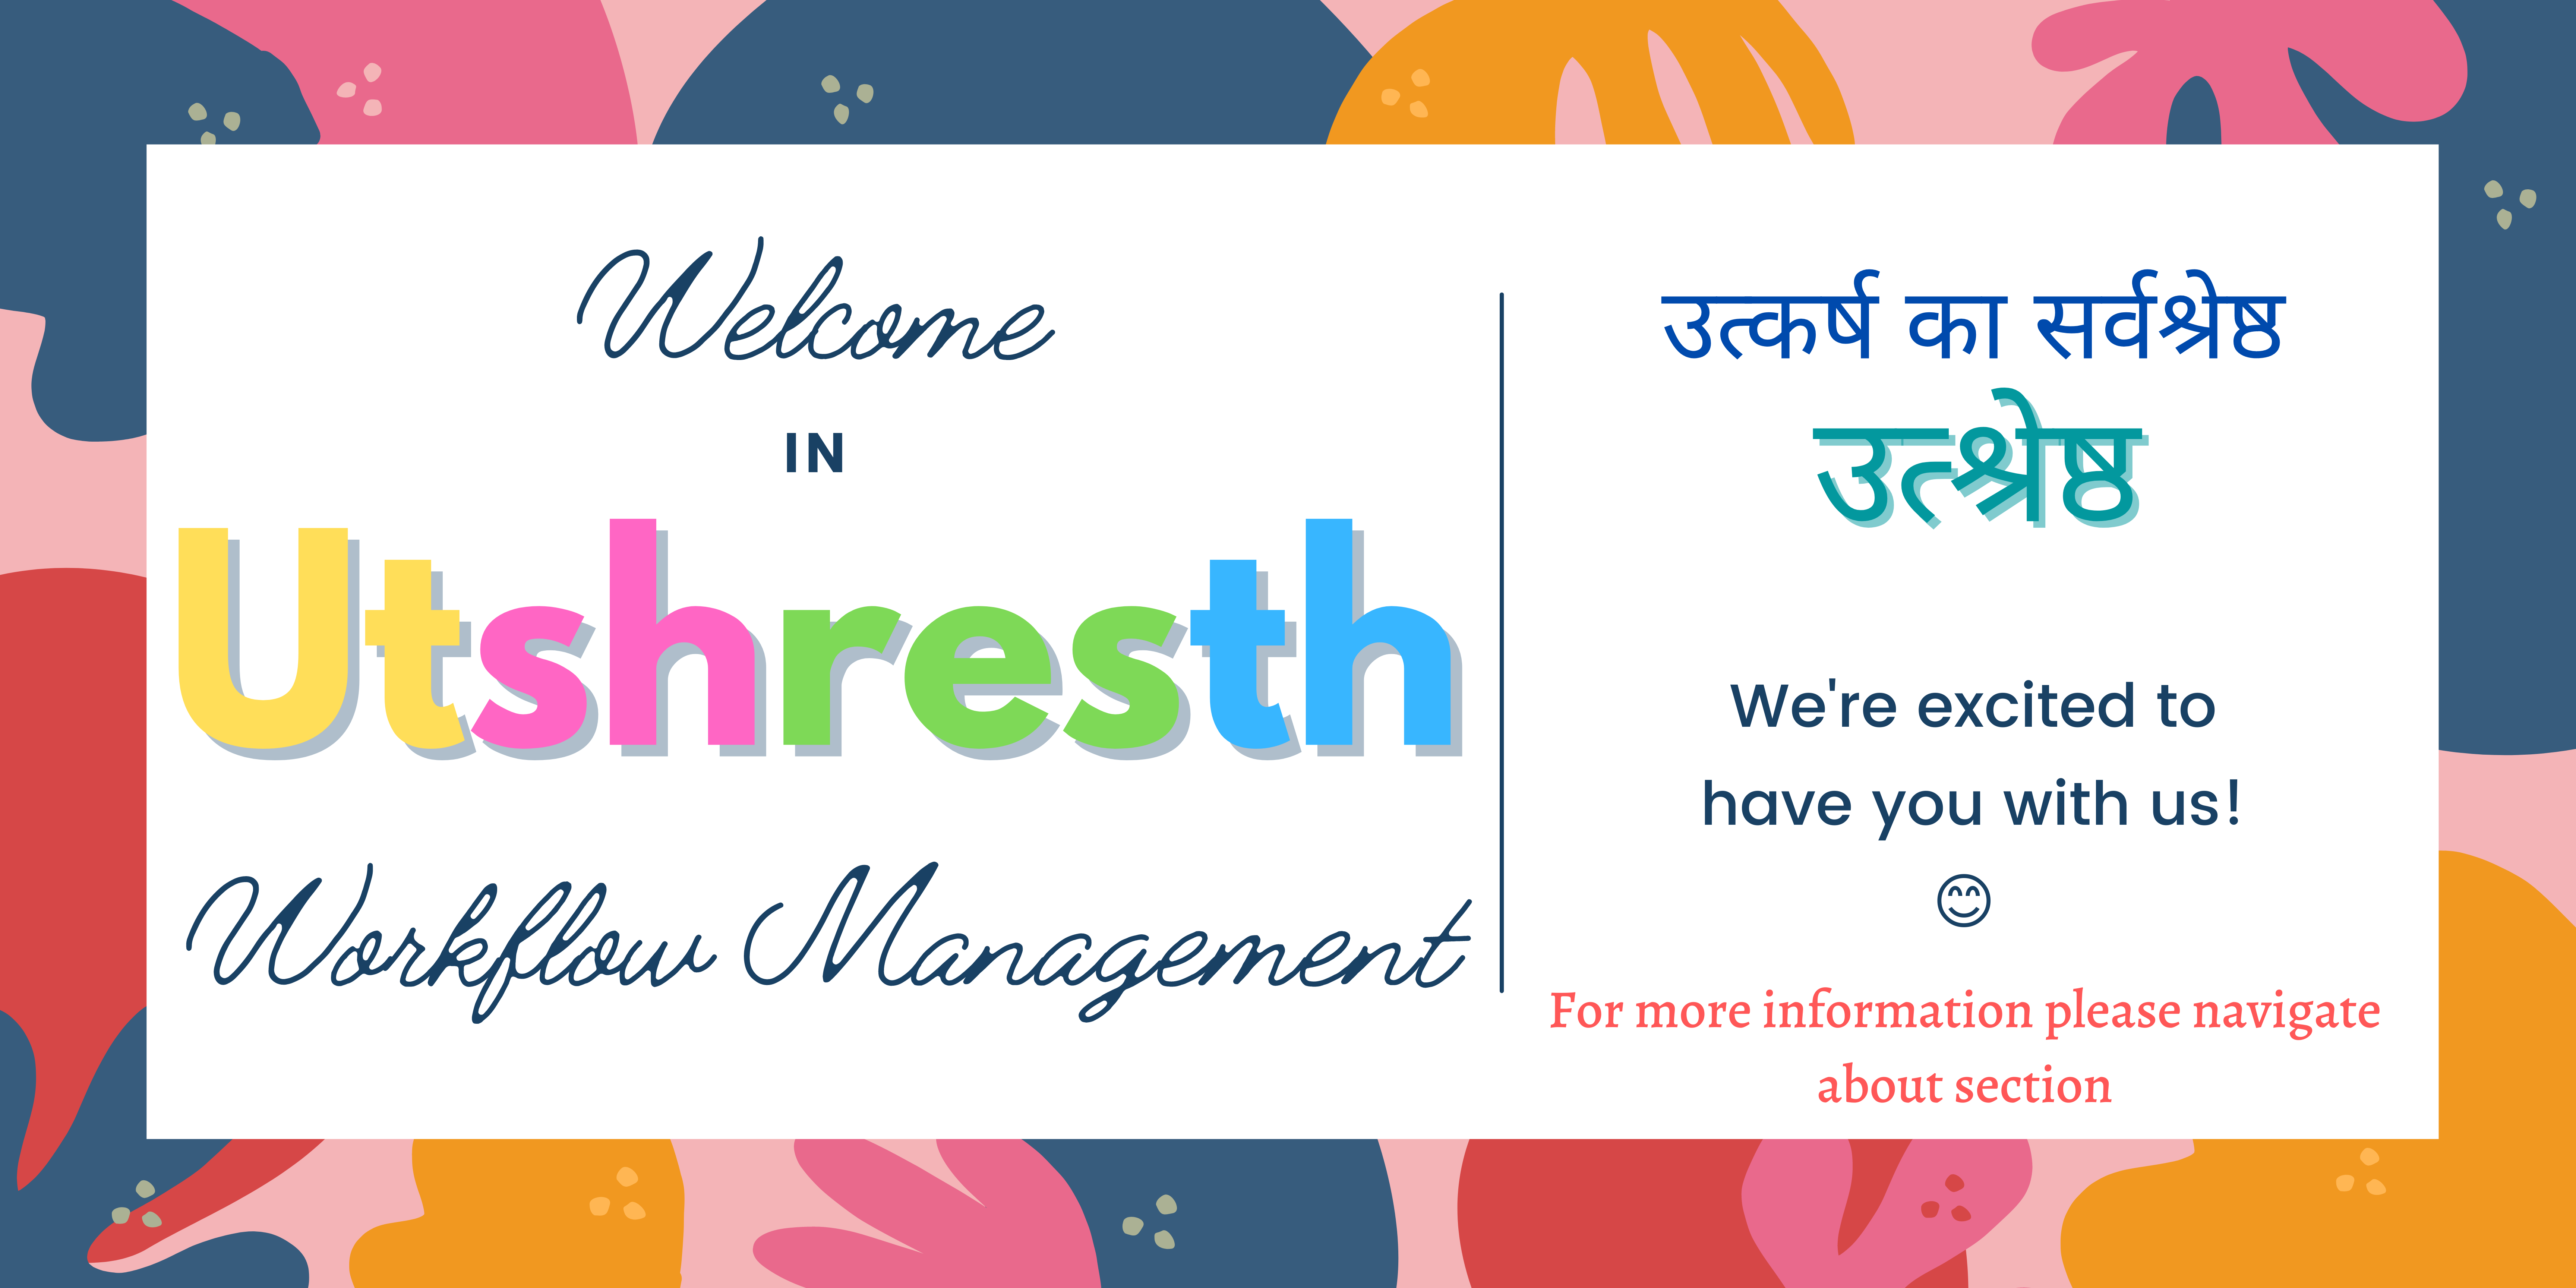 Welcome
IN
Utshresth
Workflow Management
उत्कर्ष का सर्वश्रेष्ठ
उत्श्रेष्ठ
We're excited to
have you with us!
😊
For more information please navigate
about section